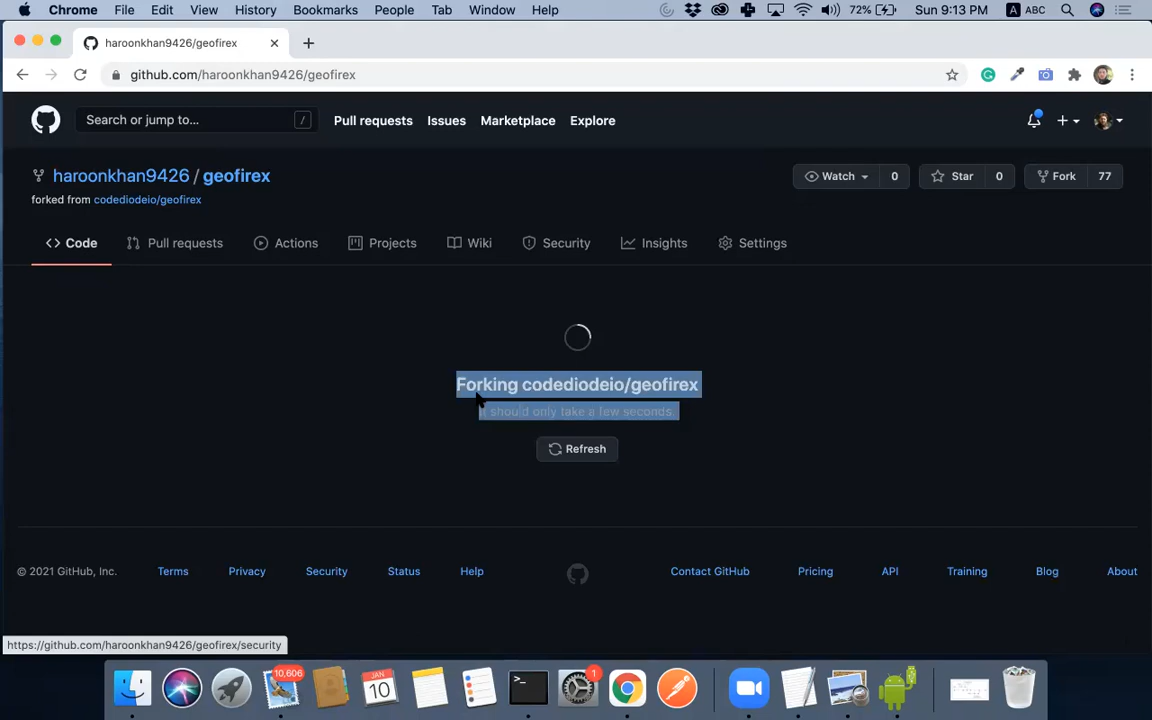 Chrome File Edit View History Bookmarks People Tab Window Help 72% Sun 9:13 PM A ABC
haroonkhan9426/geofirex
github.com/haroonkhan9426/geofirex
Search or jump to... / Pull requests Issues Marketplace Explore
haroonkhan9426 / geofirex Watch 0 Star 0 Fork 77
forked from codediodeio/geofirex
Code Pull requests Actions Projects Wiki Security Insights Settings
Forking codediodeio/geofirex
It should only take a few seconds.
Refresh
© 2021 GitHub, Inc. Terms Privacy Security Status Help Contact GitHub Pricing API Training Blog About
https://github.com/haroonkhan9426/geofirex/security
10,606 JAN 10 >_ 1